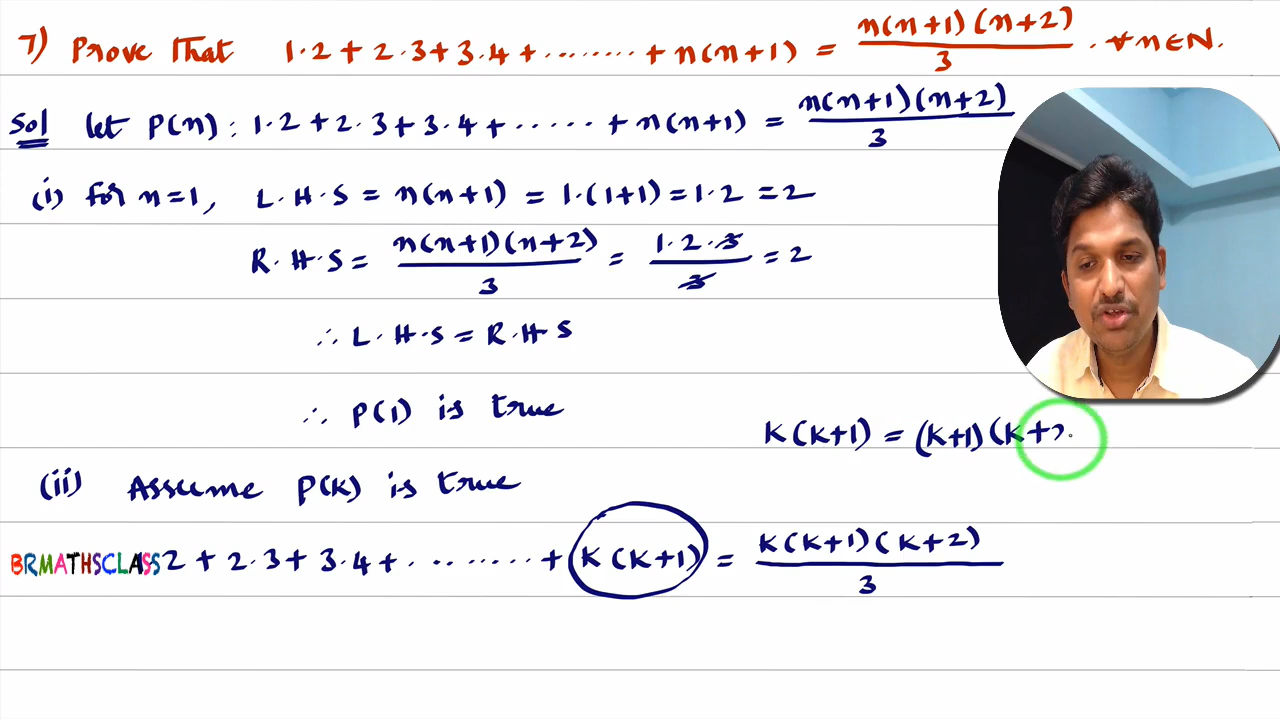 7) Prove that 1·2 + 2·3 + 3·4 + ........ + n(n+1) = n(n+1)(n+2)/3 . ∀ n∈N.
Sol let P(n) : 1·2 + 2·3 + 3·4 + ...... + n(n+1) = n(n+1)(n+2)/3
(i) for n=1, L.H.S = n(n+1) = 1·(1+1) = 1·2 = 2
R.H.S = n(n+1)(n+2)/3 = 1·2·3/3 = 2
∴ L.H.S = R.H.S
∴ P(1) is true
K(K+1) = (K+1)(K+
(ii) Assume P(K) is true
BRMATHSCLASS 2 + 2·3 + 3·4 + ......... + K(K+1) = K(K+1)(K+2)/3